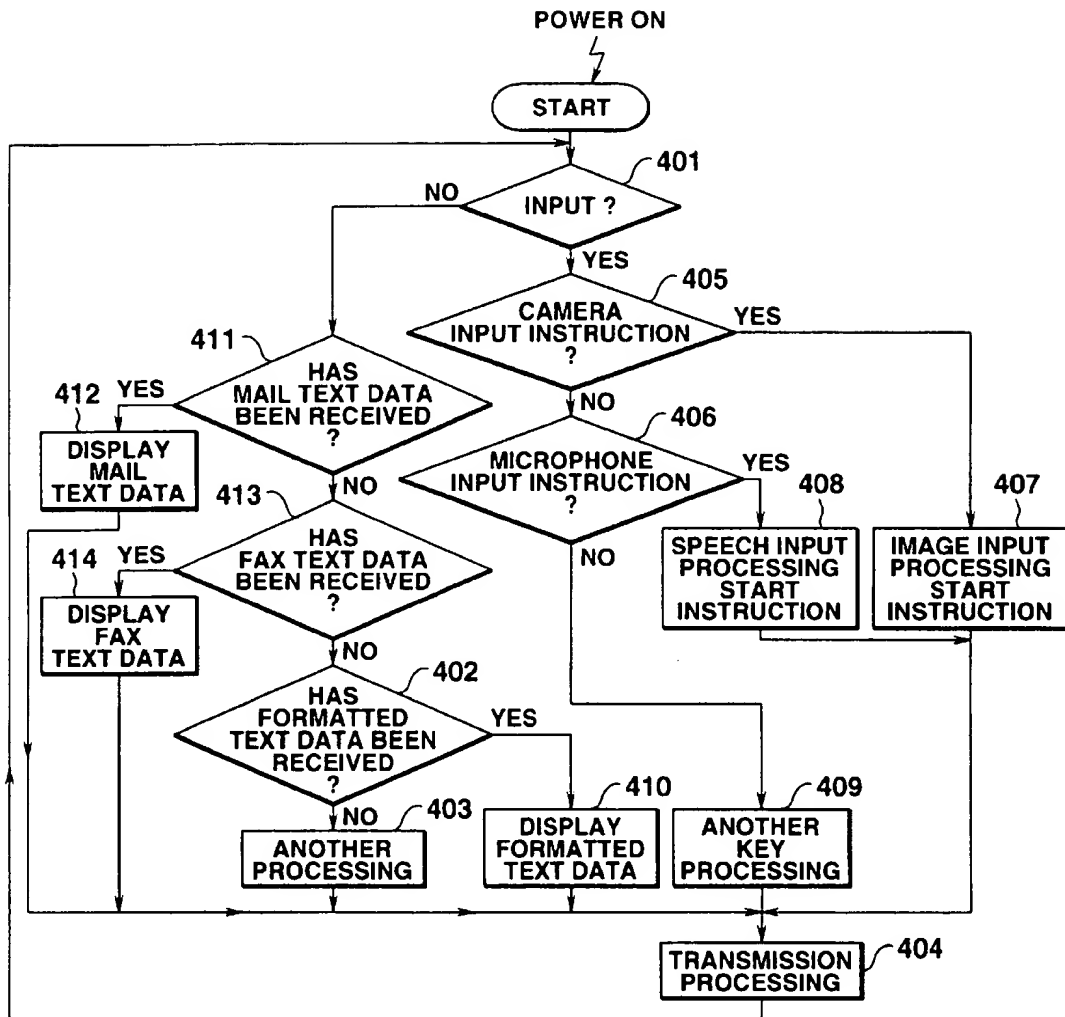 POWER ON
START
401
NO
INPUT ?
YES
405
CAMERA
INPUT INSTRUCTION
?
YES
411
HAS
MAIL TEXT DATA
BEEN RECEIVED
?
412
YES
NO
406
DISPLAY
MAIL
TEXT DATA
MICROPHONE
INPUT INSTRUCTION
?
YES
413
NO
408
407
HAS
FAX TEXT DATA
BEEN RECEIVED
?
414
YES
NO
SPEECH INPUT
PROCESSING
START
INSTRUCTION
IMAGE INPUT
PROCESSING
START
INSTRUCTION
DISPLAY
FAX
TEXT DATA
NO
402
HAS
FORMATTED
TEXT DATA BEEN
RECEIVED
?
YES
NO
403
410
409
ANOTHER
PROCESSING
DISPLAY
FORMATTED
TEXT DATA
ANOTHER
KEY
PROCESSING
TRANSMISSION
PROCESSING
404